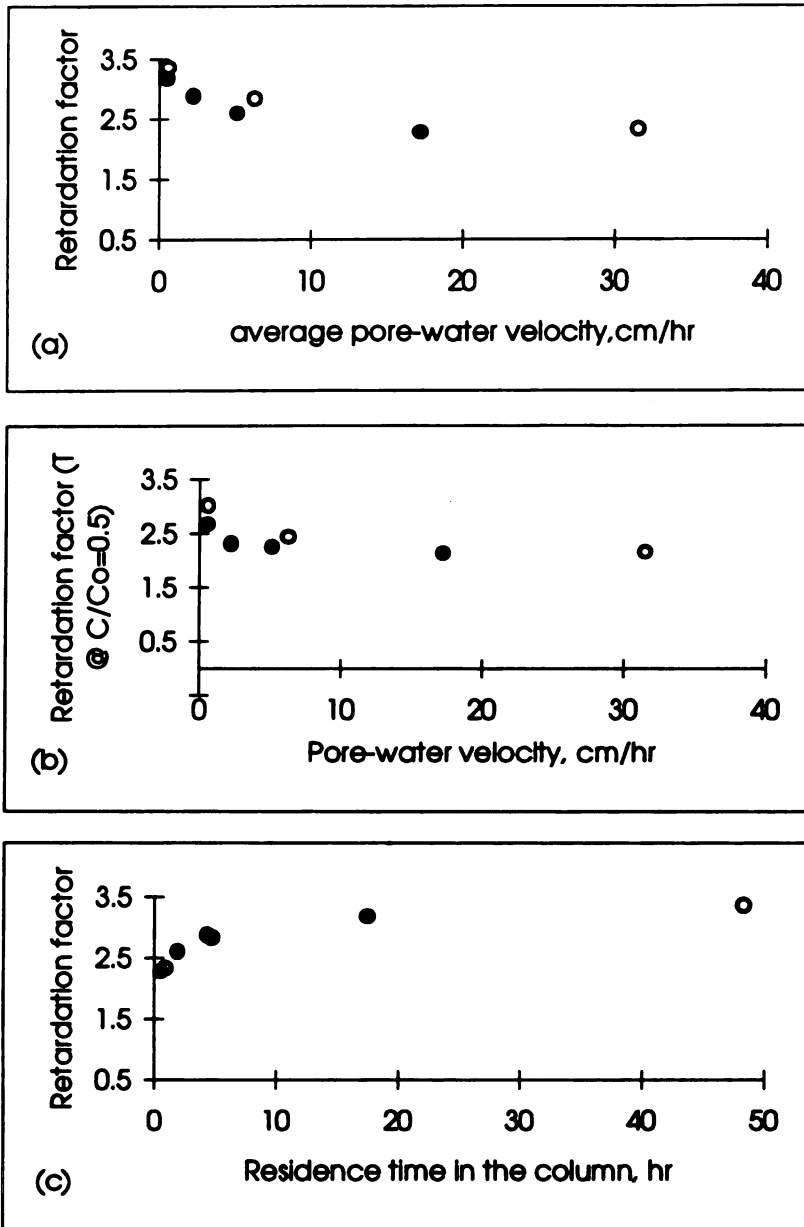 Retardation factor
3.5
2.5
1.5
0.5
0 10 20 30 40
average pore-water velocity,cm/hr
(a)
Retardation factor (T
@ C/Co=0.5)
3.5
2.5
1.5
0.5
0 10 20 30 40
Pore-water velocity, cm/hr
(b)
Retardation factor
3.5
2.5
1.5
0.5
0 10 20 30 40 50
Residence time in the column, hr
(c)